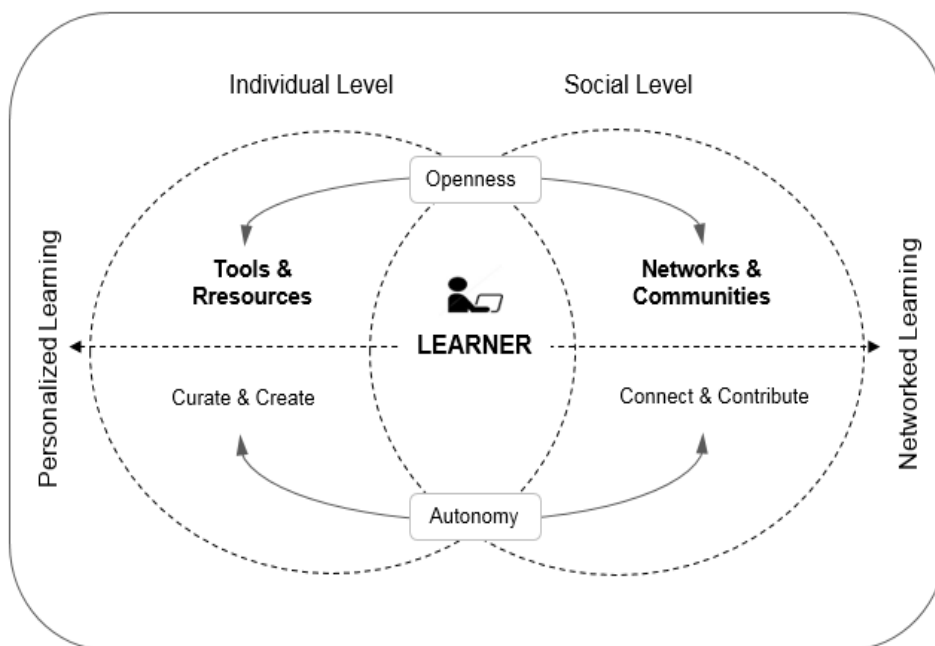 Individual Level
Social Level
Openness
Personalized Learning
Tools &
Rresources
Networks &
Communities
Networked Learning
LEARNER
Curate & Create
Connect & Contribute
Autonomy